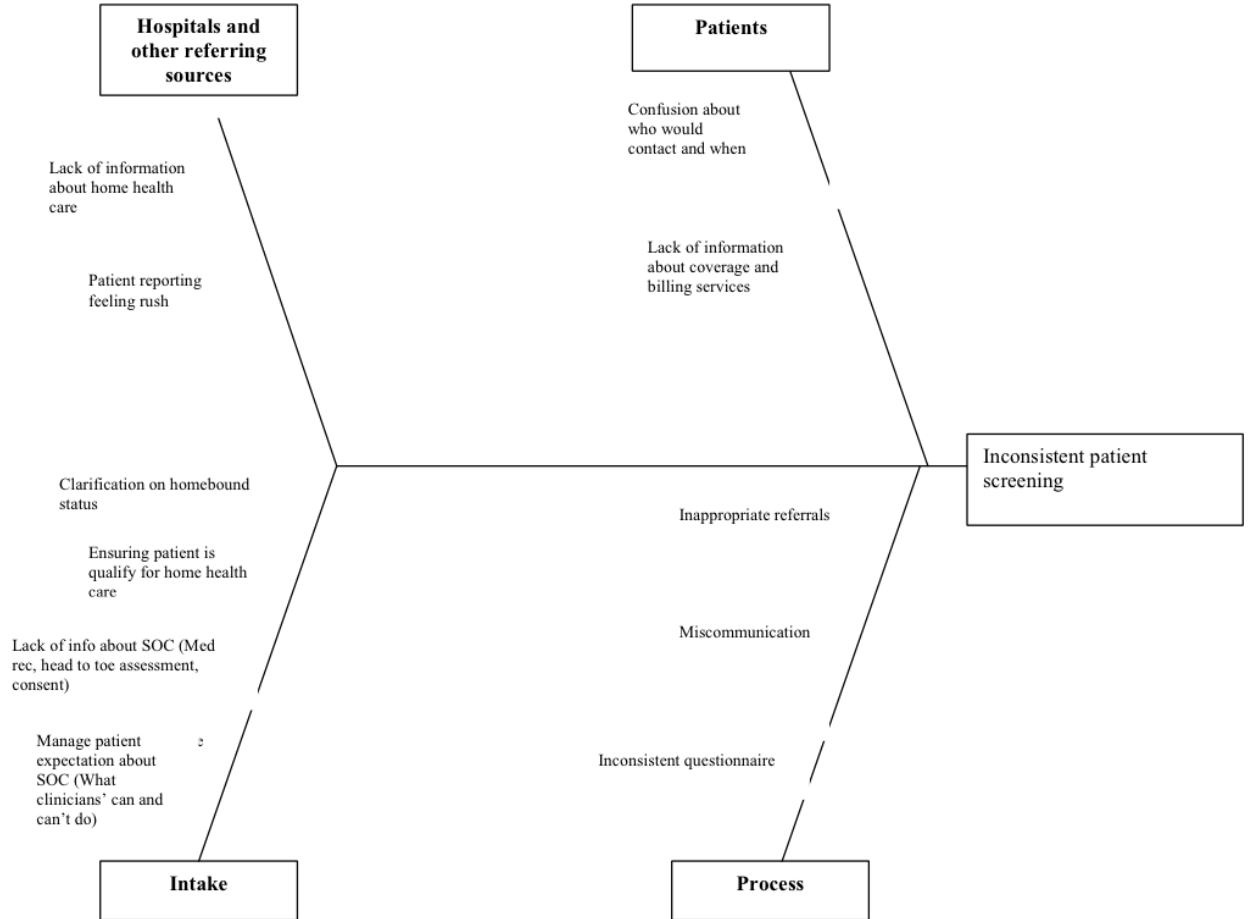 Hospitals and
other referring
sources
Patients
Confusion about
who would
contact and when
Lack of information
about home health
care
Lack of information
about coverage and
billing services
Patient reporting
feeling rush
Inconsistent patient
screening
Clarification on homebound
status
Inappropriate referrals
Ensuring patient is
qualify for home health
care
Miscommunication
Lack of info about SOC (Med
rec, head to toe assessment,
consent)
Manage patient
expectation about
SOC (What
clinicians’ can and
can’t do)
Inconsistent questionnaire
Intake
Process